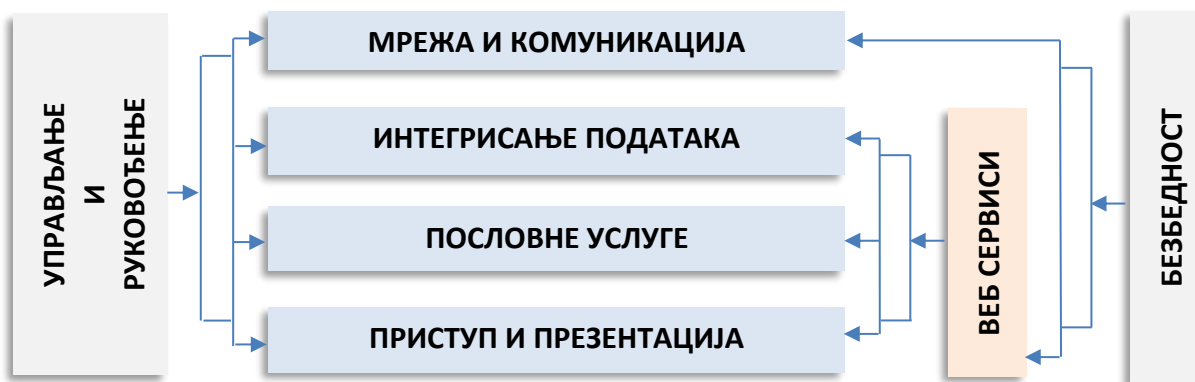 УПРАВЉАЊЕ
И
РУКОВОЂЕЊЕ
МРЕЖА И КОМУНИКАЦИЈА
ИНТЕГРИСАЊЕ ПОДАТАКА
ПОСЛОВНЕ УСЛУГЕ
ПРИСТУП И ПРЕЗЕНТАЦИЈА
ВЕБ СЕРВИСИ
БЕЗБЕДНОСТ